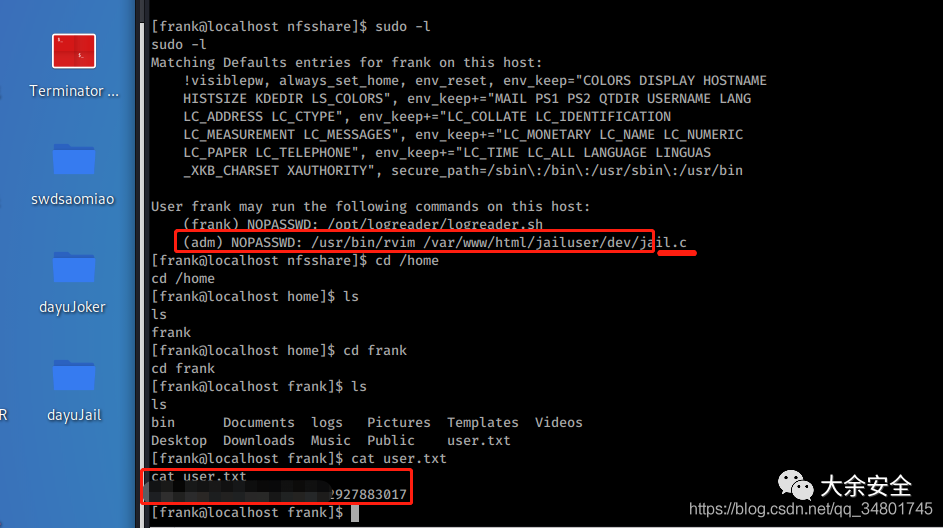 [frank@localhost nfsshare]$ sudo -l
sudo -l
Matching Defaults entries for frank on this host:
    !visiblepw, always_set_home, env_reset, env_keep="COLORS DISPLAY HOSTNAME
    HISTSIZE KDEDIR LS_COLORS", env_keep+="MAIL PS1 PS2 QTDIR USERNAME LANG
    LC_ADDRESS LC_CTYPE", env_keep+="LC_COLLATE LC_IDENTIFICATION
    LC_MEASUREMENT LC_MESSAGES", env_keep+="LC_MONETARY LC_NAME LC_NUMERIC
    LC_PAPER LC_TELEPHONE", env_keep+="LC_TIME LC_ALL LANGUAGE LINGUAS
    _XKB_CHARSET XAUTHORITY", secure_path=/sbin\:/bin\:/usr/sbin\:/usr/bin
User frank may run the following commands on this host:
    (frank) NOPASSWD: /opt/logreader/logreader.sh
    (adm) NOPASSWD: /usr/bin/rvim /var/www/html/jailuser/dev/jail.c
[frank@localhost nfsshare]$ cd /home
cd /home
[frank@localhost home]$ ls
ls
frank
[frank@localhost home]$ cd frank
cd frank
[frank@localhost frank]$ ls
ls
bin      Documents  logs   Pictures  Templates  Videos
Desktop  Downloads  Music  Public    user.txt
[frank@localhost frank]$ cat user.txt
cat user.txt
2927883017
[frank@localhost frank]$
Terminator ...
swdsaomiao
dayuJoker
R
dayuJail
大余安全
https://blog.csdn.net/qq_34801745